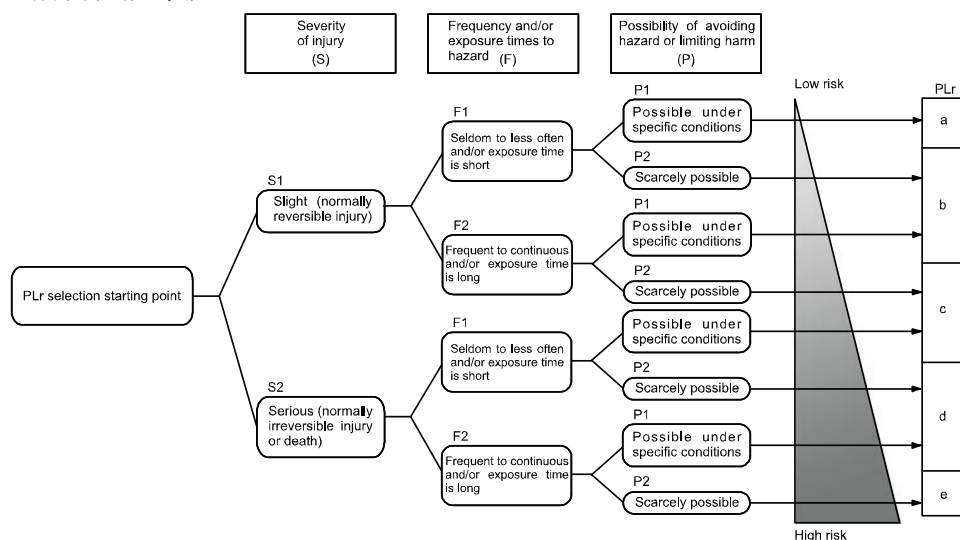 Severity
of injury
(S)
Frequency and/or
exposure times to
hazard (F)
Possibility of avoiding
hazard or limiting harm
(P)
Low risk
PLr
P1
Possible under
specific conditions
a
F1
Seldom to less often
and/or exposure time
is short
P2
Scarcely possible
S1
Slight (normally
reversible injury)
b
P1
Possible under
specific conditions
F2
Frequent to continuous
and/or exposure time
is long
P2
Scarcely possible
PLr selection starting point
c
F1
Seldom to less often
and/or exposure time
is short
Possible under
specific conditions
P2
Scarcely possible
S2
Serious (normally
irreversible injury
or death)
d
P1
Possible under
specific conditions
F2
Frequent to continuous
and/or exposure time
is long
P2
Scarcely possible
e
High risk